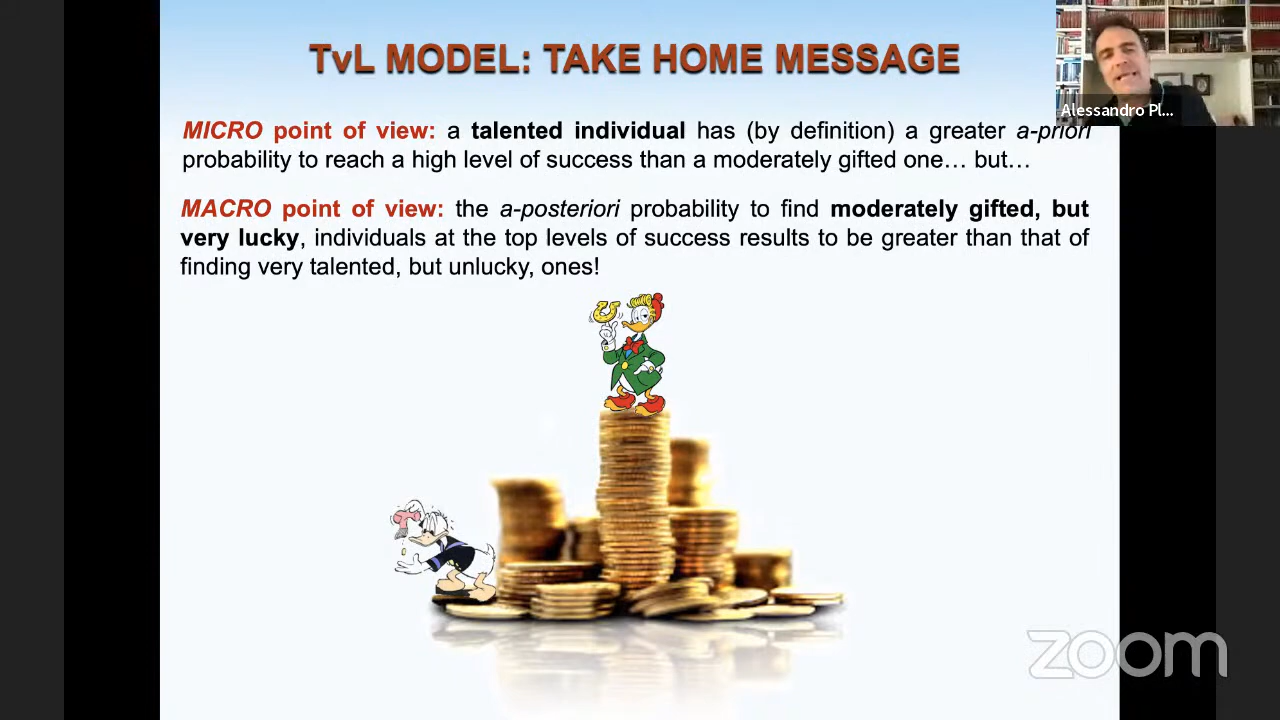 TvL MODEL: TAKE HOME MESSAGE
Alessandro Pl...
MICRO point of view: a talented individual has (by definition) a greater a-priori
probability to reach a high level of success than a moderately gifted one… but…
MACRO point of view: the a-posteriori probability to find moderately gifted, but
very lucky, individuals at the top levels of success results to be greater than that of
finding very talented, but unlucky, ones!
zoom